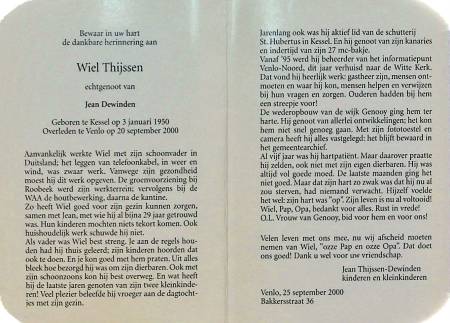 Bewaar in uw hart
de dankbare herinnering aan
Wiel Thijssen
echtgenoot van
Jean Dewinden
Geboren te Kessel op 3 januari 1950
Overleden te Venlo op 20 september 2000
Aanvankelijk werkte Wiel met zijn schoonvader in
Duitsland: het leggen van telefoonkabel, in weer en
wind, was zwaar werk. Vanwege zijn gezondheid
moest hij dit werk opgeven. De groenvoorziening bij
Roobeek werd zijn werkterrein; vervolgens bij de
WAA de houtbewerking, daarna de kantine.
Zo heeft Wiel goed voor zijn gezin kunnen zorgen,
samen met Jean, met wie hij al bijna 29 jaar getrouwd
was. Hun kinderen mochten niets tekort komen. Ook
huishoudelijk werk schuwde hij niet.
Als vader was Wiel best streng. Je aan de regels hou-
den had hij thuis geleerd; zijn kinderen hoorden dat
ook te doen. En je kon goed met hem praten. Uit alles
bleek hoe bezorgd hij was om zijn dierbaren. Ook met
zijn schoonzoons kon hij best overweg. En wat heeft
hij de laatste jaren genoten van zijn twee kleinkinde-
ren! Veel plezier beleefde hij vroeger aan de dagtocht-
jes met zijn gezin.
Jarenlang ook was hij aktief lid van de schutterij
St. Hubertus in Kessel. En hij genoot van zijn kanaries
en indertijd van zijn 27 mc-bakje.
Vanaf '95 werd hij beheerder van het informatiepunt
Venlo-Noord, dit jaar verhuisd naar de Witte Kerk.
Dat vond hij heerlijk werk: gastheer zijn, mensen ont-
moeten en waar hij kon, mensen helpen en verwijzen
bij hun vragen en zorgen. Ouderen hadden bij hem
een streepje voor!
De wederopbouw van de wijk Genooy ging hem ter
harte. Hij genoot van allerlei ontwikkelingen; het kon
hem niet snel genoeg gaan. Met zijn fototoestel en
camera heeft hij alles vastgelegd: het blijft bewaard in
het gemeentearchief.
Al vijf jaar was hij hartpatiënt. Maar daarover praatte
hij zelden, ook niet met zijn eigen dierbaren. Hij was
altijd vol goede moed. De laatste maanden ging het
niet goed. Maar dat zijn hart zo zwak was dat hij nu al
zou sterven, had niemand verwacht. Hijzelf voelde
het wel: zijn hart was "op". Zijn leven is nu al voltooid.
Wiel, Pap, Opa, bedankt voor alles. Rust in vrede!
O.L. Vrouw van Genooy, bid voor hem en voor ons!
Velen leven met ons mee, nu wij afscheid moeten
nemen van Wiel, "ozze Pap en onze Opa". Dat doet
ons goed! Dank u wel voor uw vriendschap.
Jean Thijssen-Dewinden
kinderen en kleinkinderen
Venlo, 25 september 2000
Bakkersstraat 36